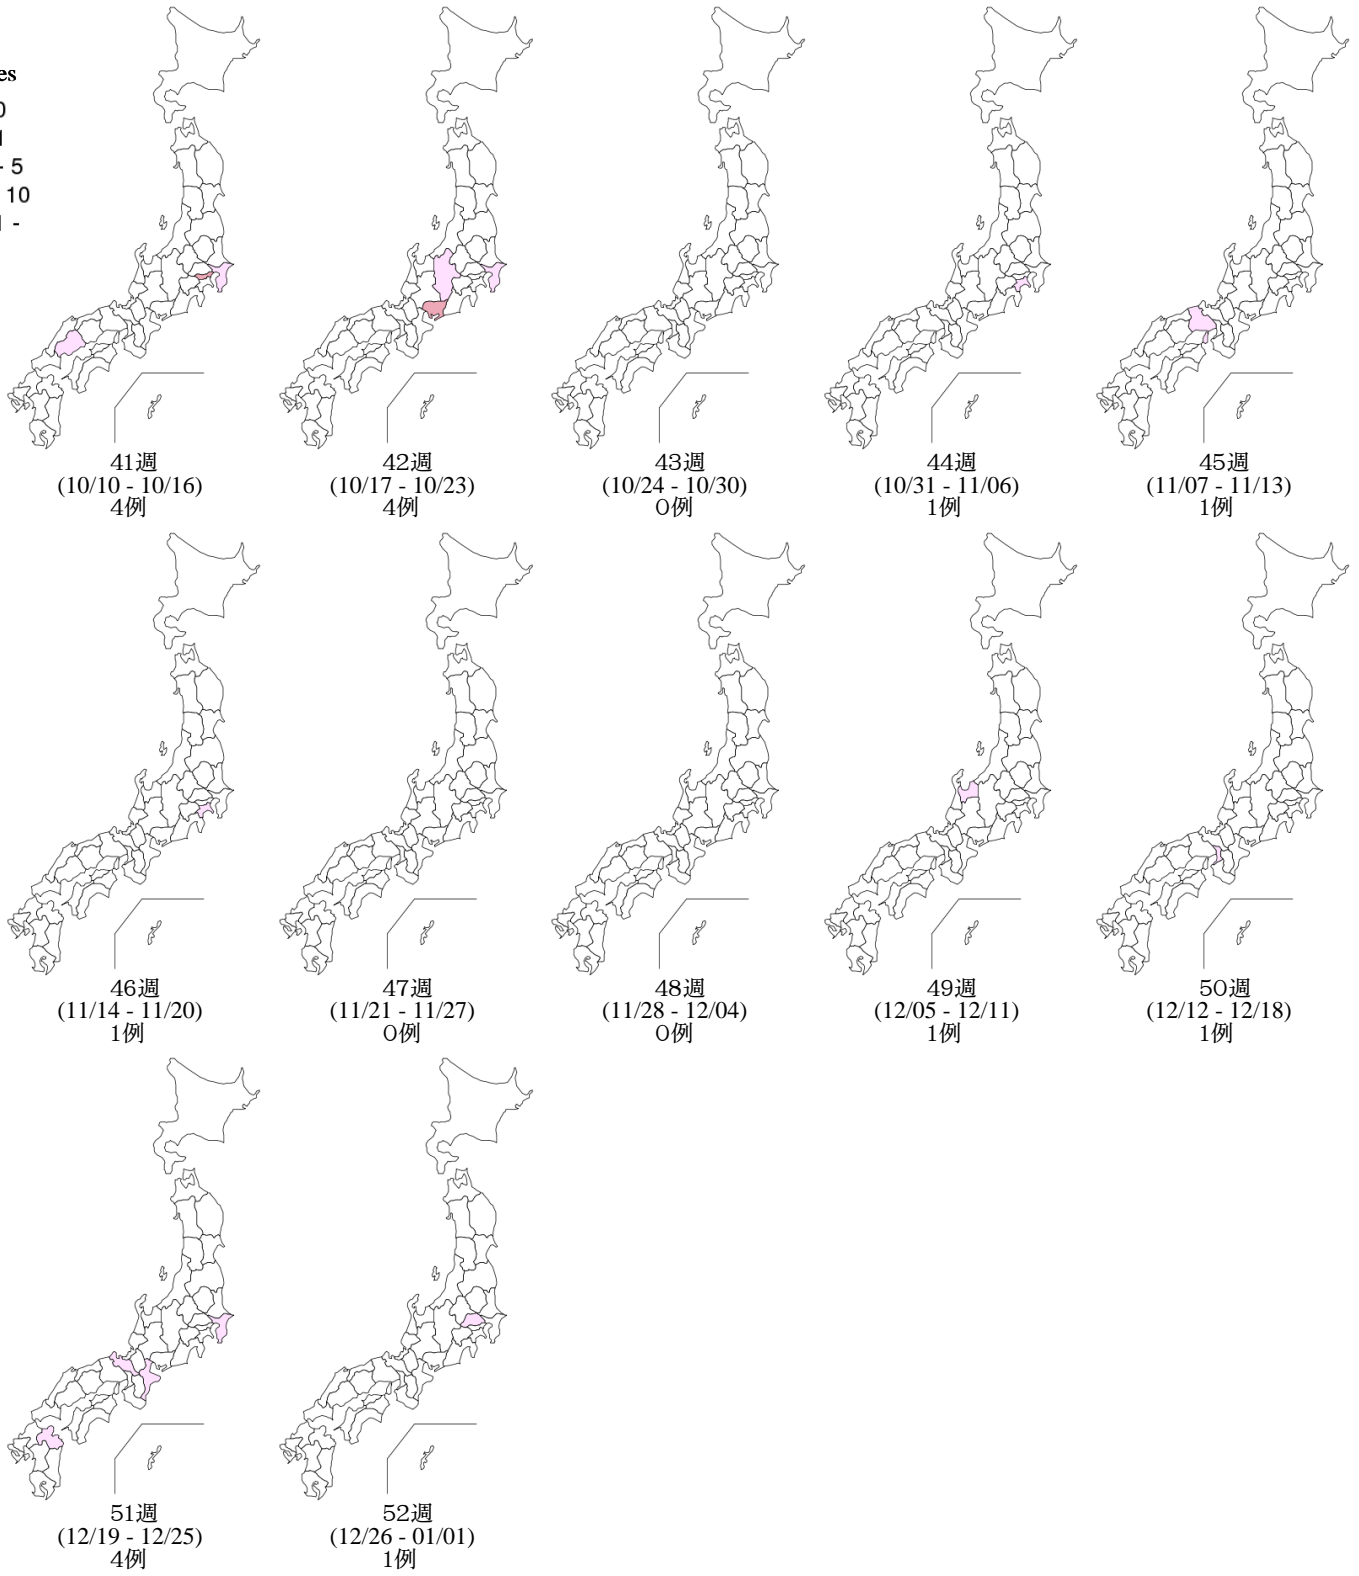 es
0
1
- 5
10
-
41週
(10/10 - 10/16)
4例
42週
(10/17 - 10/23)
4例
43週
(10/24 - 10/30)
0例
44週
(10/31 - 11/06)
1例
45週
(11/07 - 11/13)
1例
46週
(11/14 - 11/20)
1例
47週
(11/21 - 11/27)
0例
48週
(11/28 - 12/04)
0例
49週
(12/05 - 12/11)
1例
50週
(12/12 - 12/18)
1例
51週
(12/19 - 12/25)
4例
52週
(12/26 - 01/01)
1例